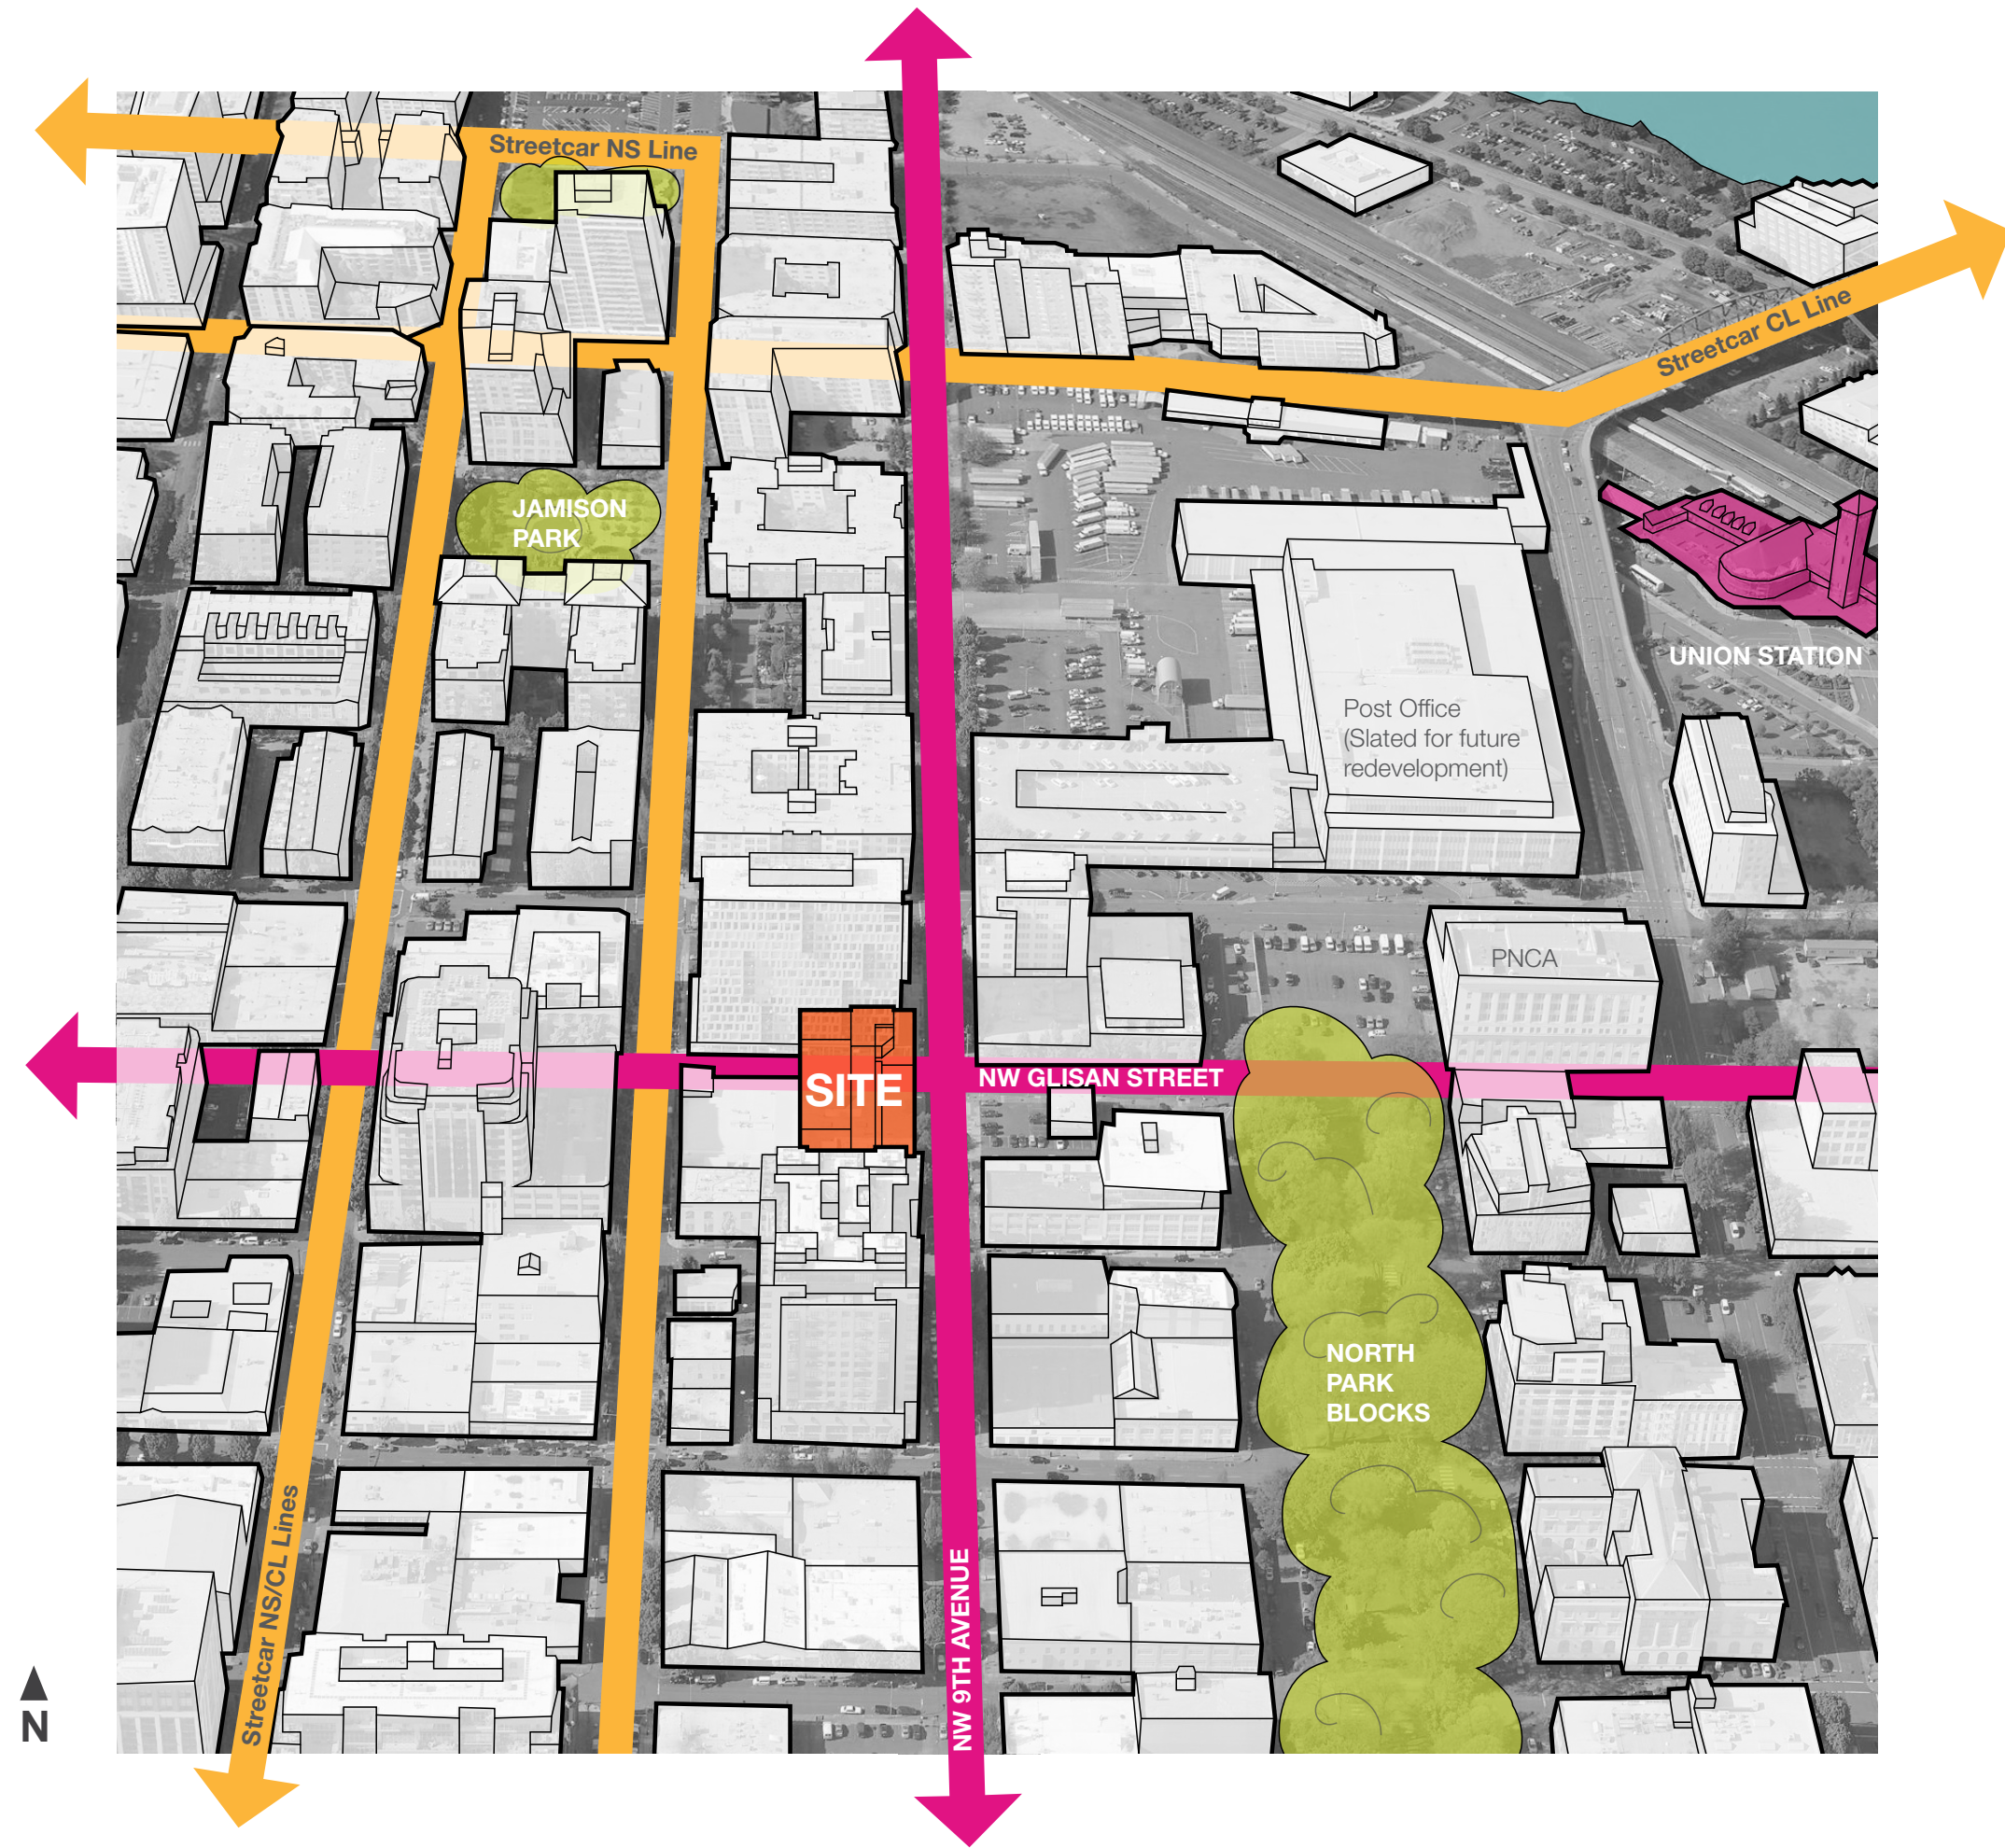 Streetcar NS Line
Streetcar CL Line
JAMISON
PARK
UNION STATION
Post Office
(Slated for future
redevelopment)
PNCA
SITE
NW GLISAN STREET
NORTH
PARK
BLOCKS
Streetcar NS/CL Lines
NW 9TH AVENUE
N